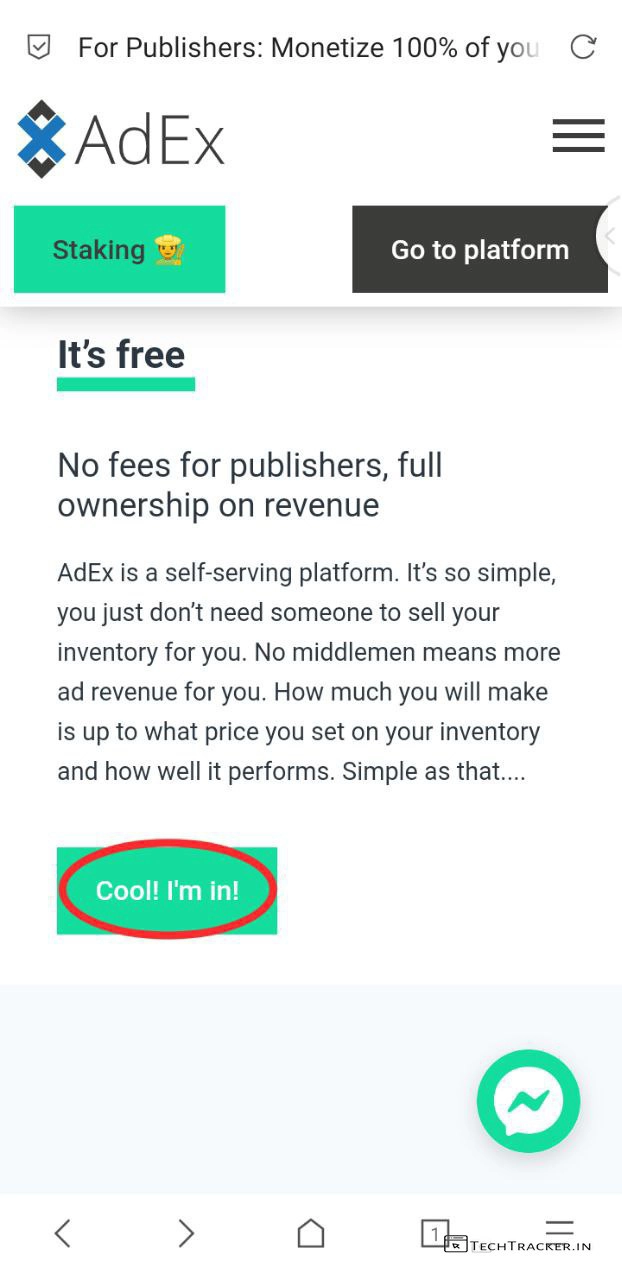 For Publishers: Monetize 100% of you
AdEx
Staking
Go to platform
It’s free
No fees for publishers, full
ownership on revenue
AdEx is a self-serving platform. It’s so simple,
you just don’t need someone to sell your
inventory for you. No middlemen means more
ad revenue for you. How much you will make
is up to what price you set on your inventory
and how well it performs. Simple as that....
Cool! I'm in!
1
TECHTRACKER.IN